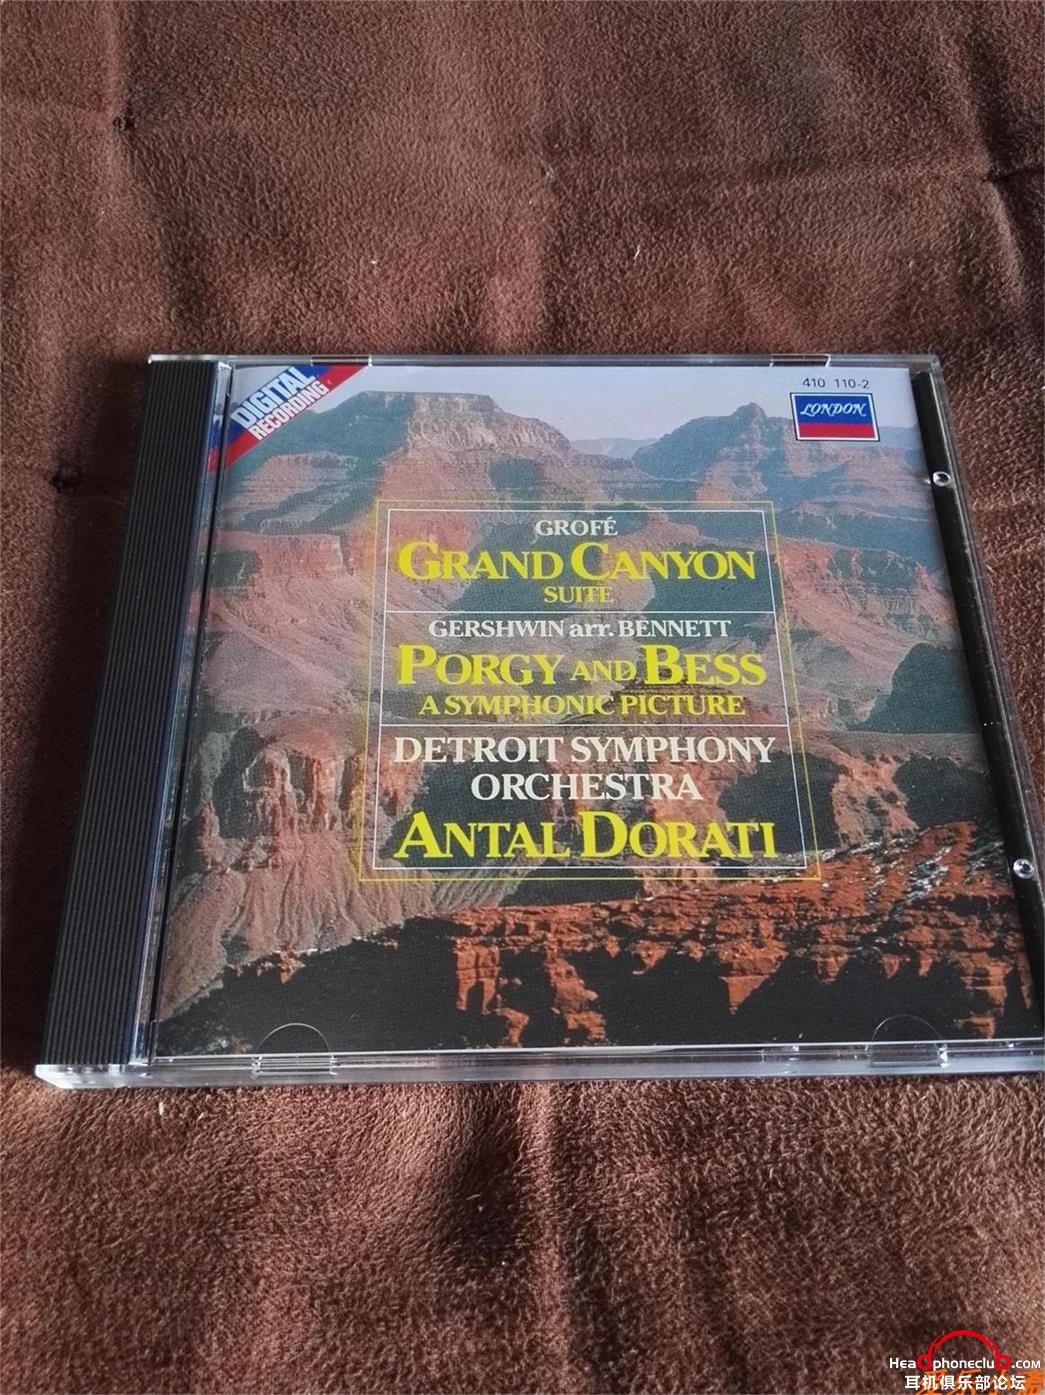 DIGITAL
RECORDING
410 110-2
LONDON
GROFÉ
GRAND CANYON
SUITE
GERSHWIN arr. BENNETT
PORGY AND BESS
A SYMPHONIC PICTURE
DETROIT SYMPHONY
ORCHESTRA
ANTAL DORATI
Headphoneclub.com
耳机俱乐部论坛